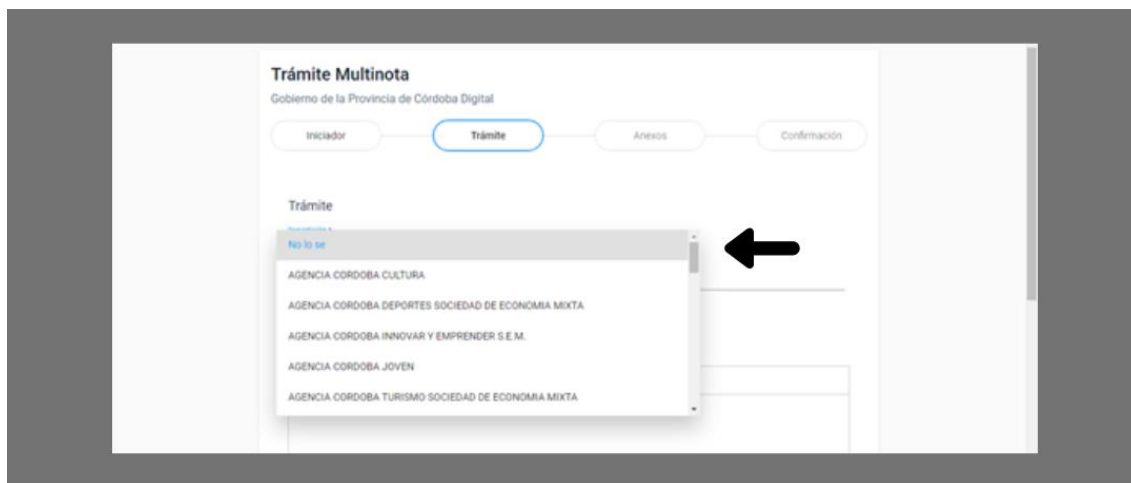 Trámite Multinota
Gobierno de la Provincia de Córdoba Digital
Iniciador
Trámite
Anexos
Confirmación
Trámite
No lo se
AGENCIA CORDOBA CULTURA
AGENCIA CORDOBA DEPORTES SOCIEDAD DE ECONOMIA MIXTA
AGENCIA CORDOBA INNOVAR Y EMPRENDER S.E.M.
AGENCIA CORDOBA JOVEN
AGENCIA CORDOBA TURISMO SOCIEDAD DE ECONOMIA MIXTA